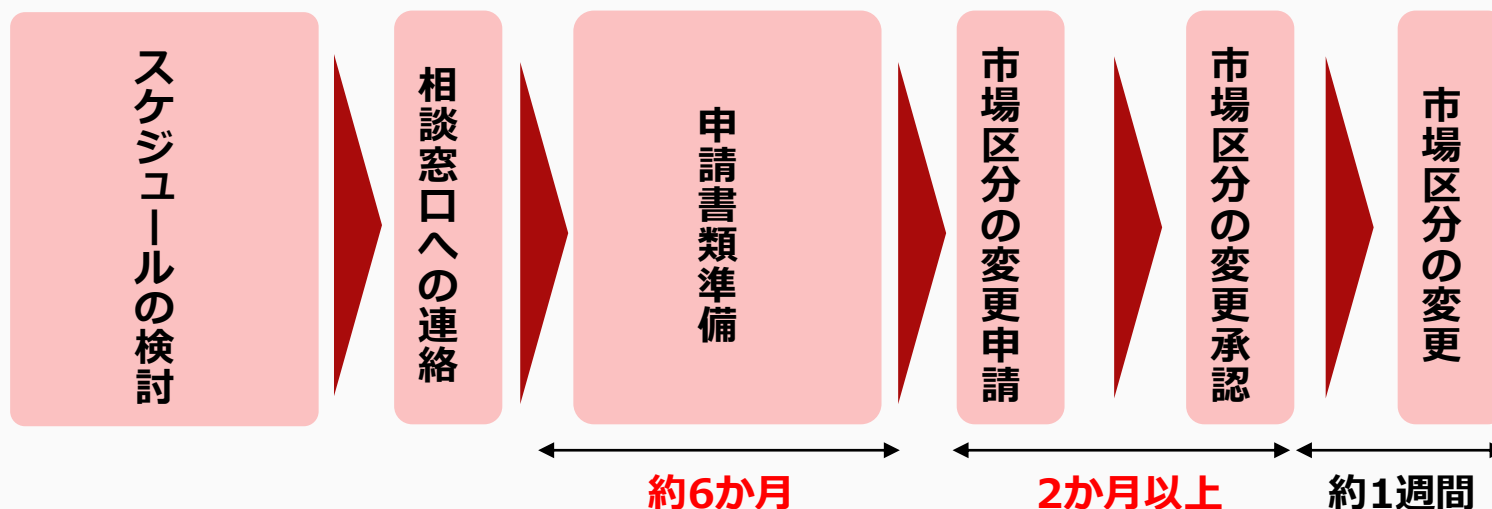 スケジュールの検討
相談窓口への連絡
申請書類準備
市場区分の変更申請
市場区分の変更承認
市場区分の変更
約6か月
2か月以上
約1週間